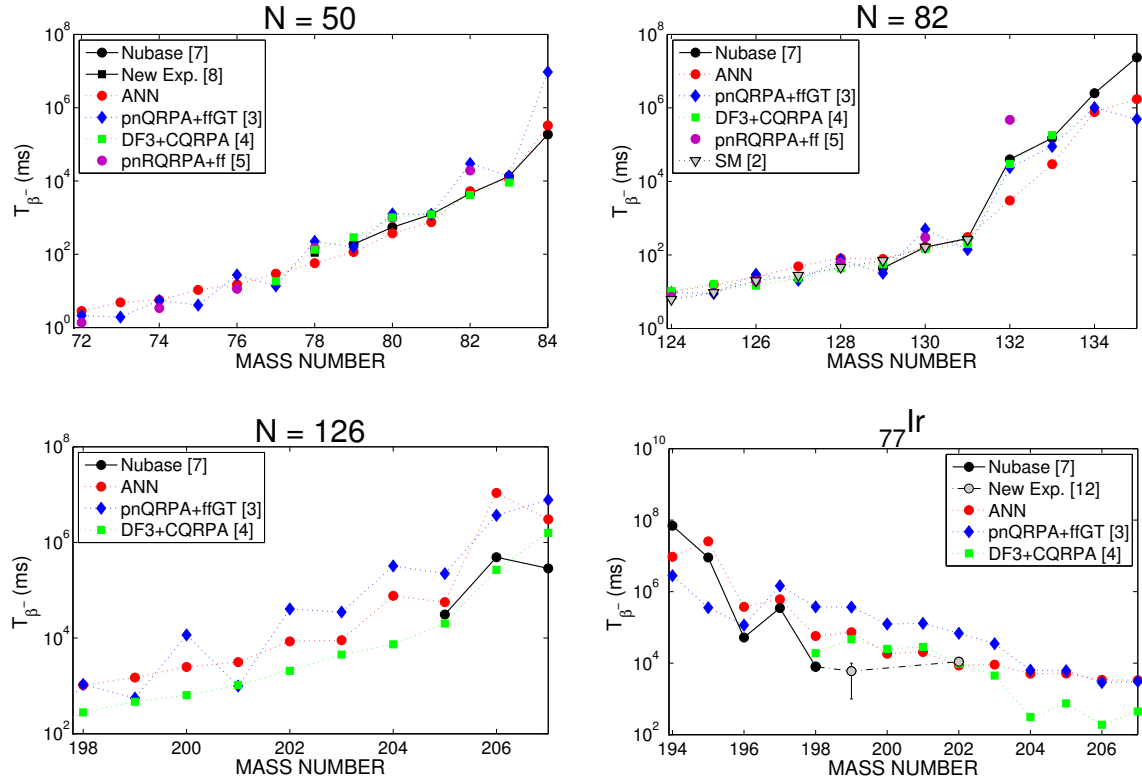 N = 50
10^8
10^6
10^4
10^2
10^0
T_β⁻ (ms)
Nubase [7]
New Exp. [8]
ANN
pnQRPA+ffGT [3]
DF3+CQRPA [4]
pnRQRPA+ff [5]
72 74 76 78 80 82 84
MASS NUMBER
N = 82
10^8
10^6
10^4
10^2
10^0
T_β⁻ (ms)
Nubase [7]
ANN
pnQRPA+ffGT [3]
DF3+CQRPA [4]
pnRQRPA+ff [5]
SM [2]
124 126 128 130 132 134
MASS NUMBER
N = 126
10^8
10^6
10^4
10^2
T_β⁻ (ms)
Nubase [7]
ANN
pnQRPA+ffGT [3]
DF3+CQRPA [4]
198 200 202 204 206
MASS NUMBER
₇₇Ir
10^10
10^8
10^6
10^4
10^2
T_β⁻ (ms)
Nubase [7]
New Exp. [12]
ANN
pnQRPA+ffGT [3]
DF3+CQRPA [4]
194 196 198 200 202 204 206
MASS NUMBER